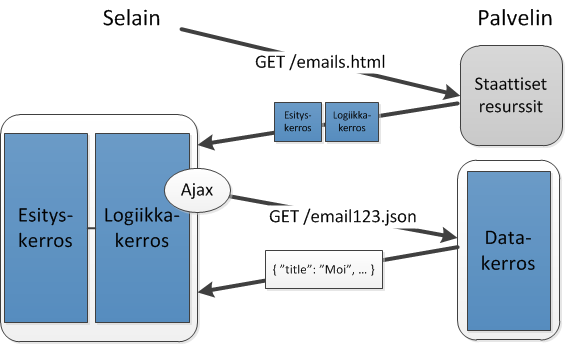 Selain
Palvelin
GET /emails.html
Staattiset
resurssit
Esitys-
kerros
Logiikka-
kerros
Esitys-
kerros
Logiikka-
kerros
Ajax
GET /email123.json
Data-
kerros
{ ”title”: ”Moi”, … }